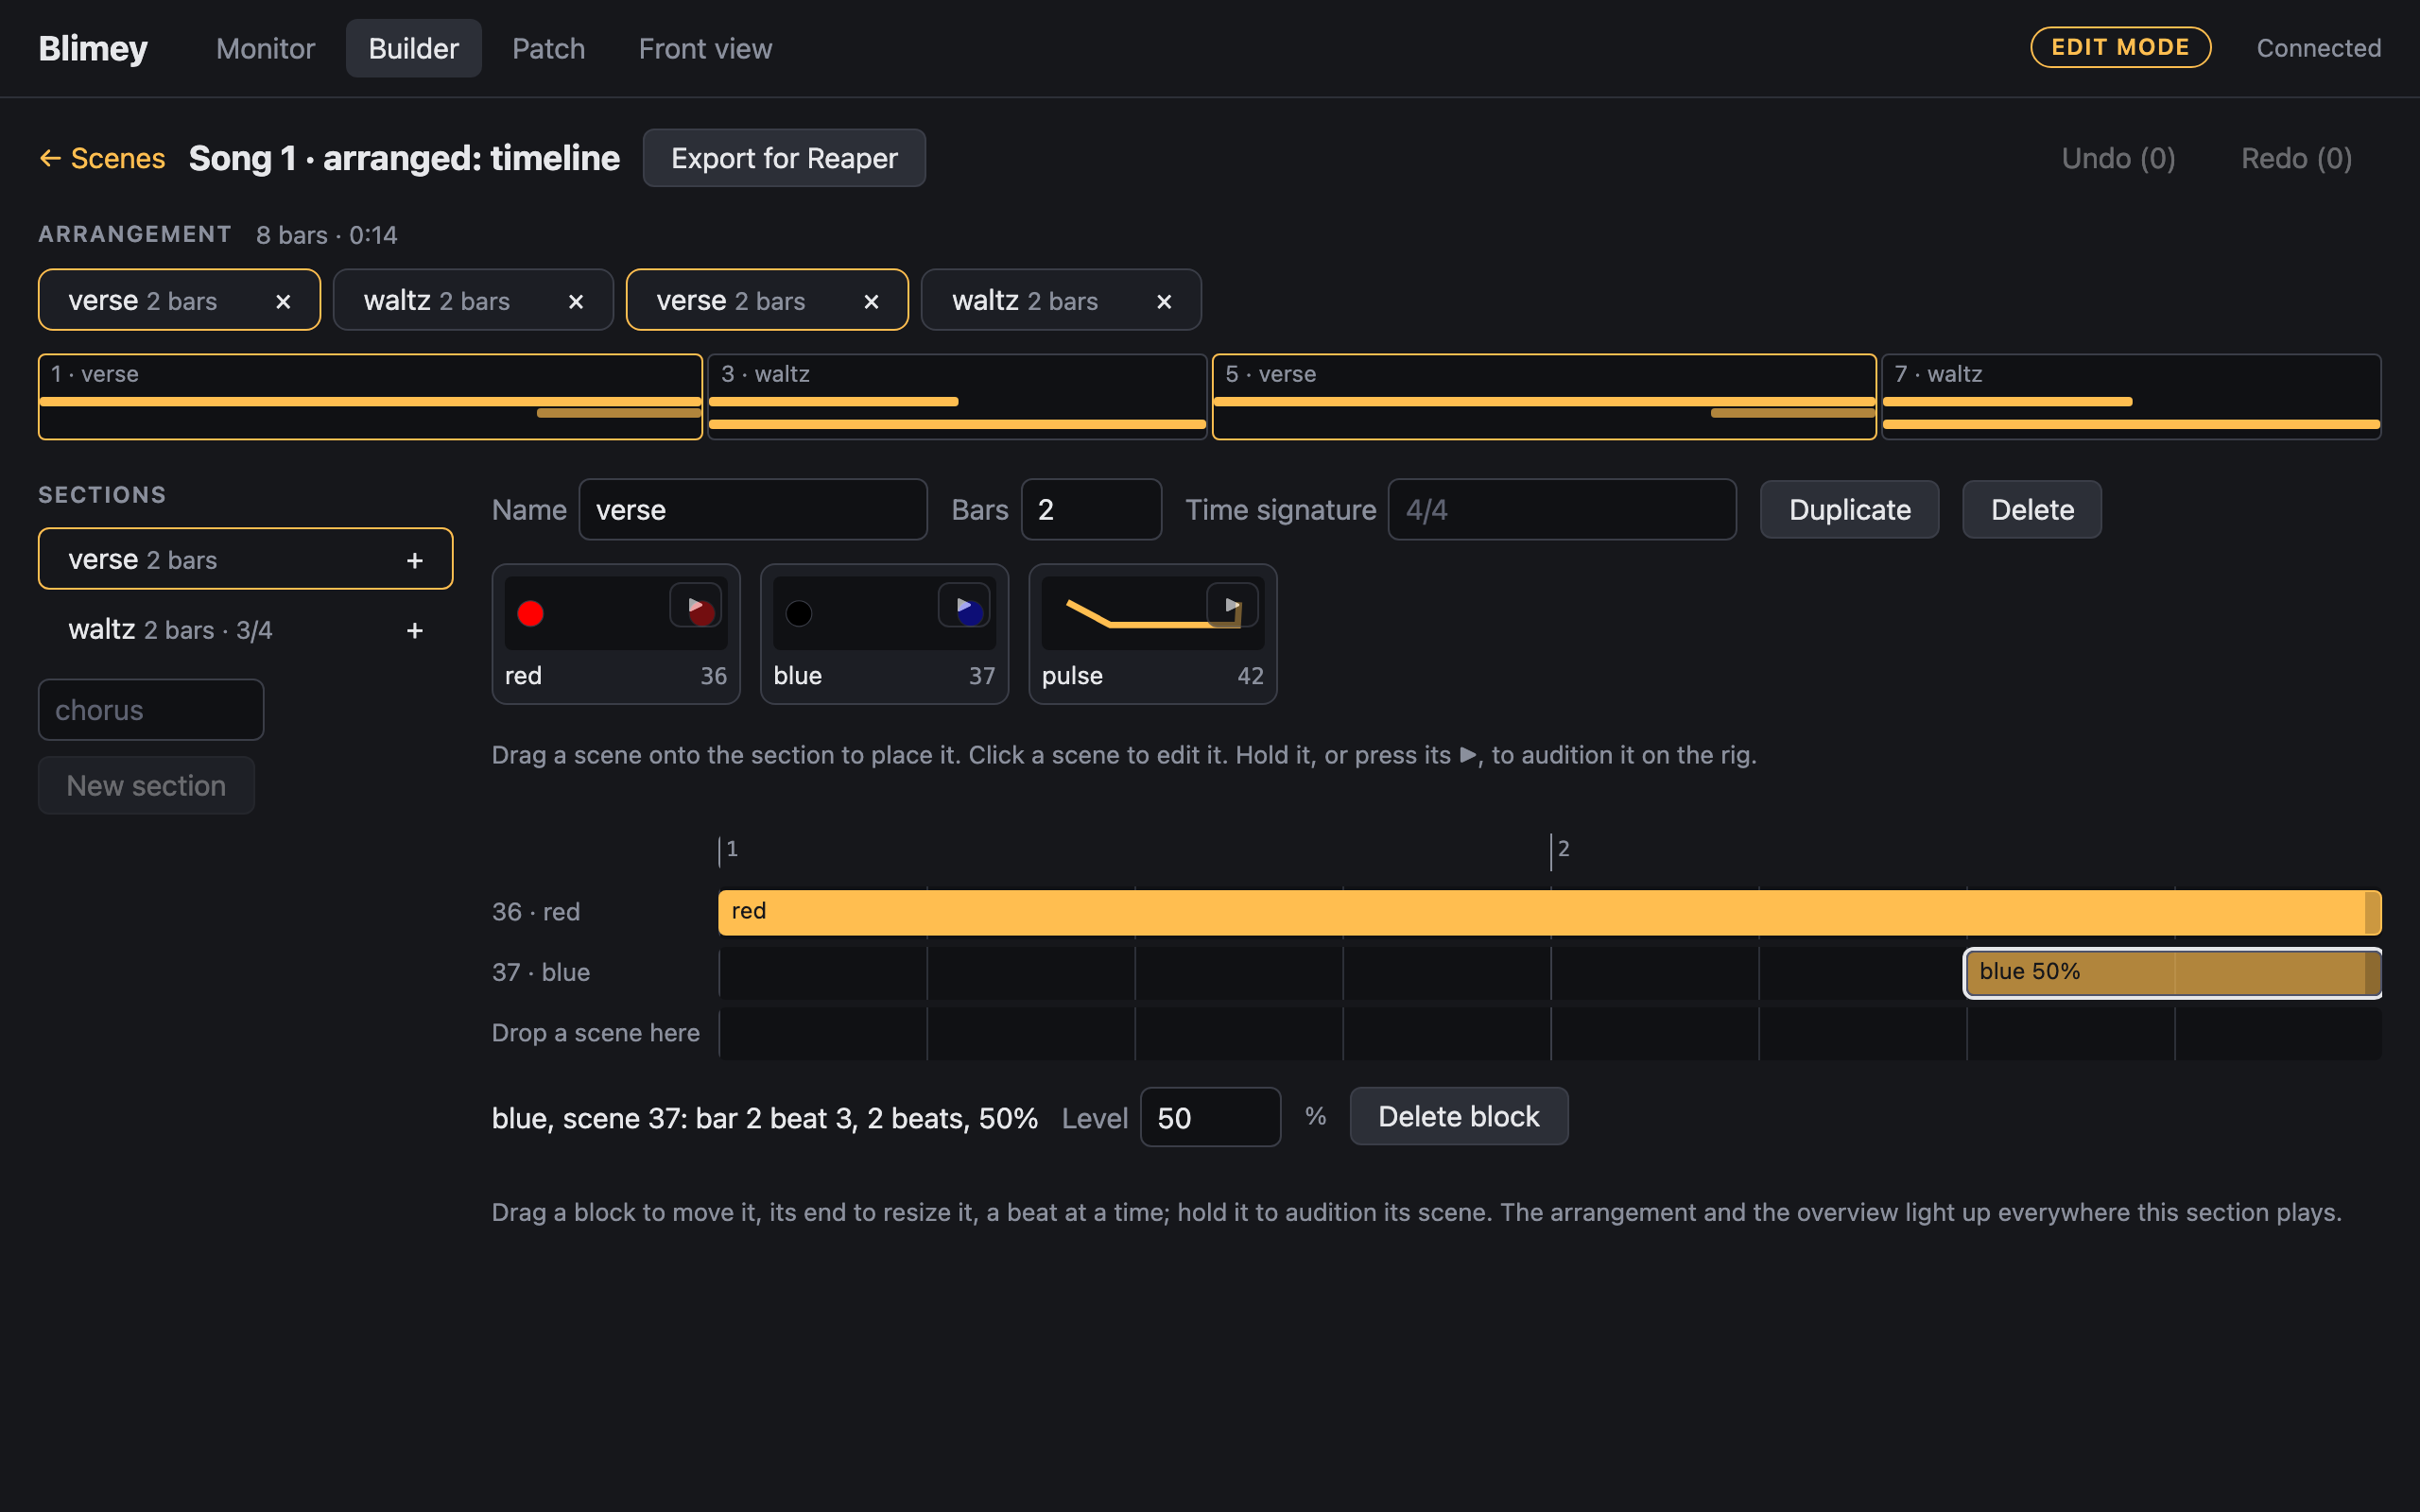 Blimey Monitor Builder Patch Front view EDIT MODE Connected
← Scenes Song 1 · arranged: timeline Export for Reaper Undo (0) Redo (0)
ARRANGEMENT 8 bars · 0:14
verse 2 bars × waltz 2 bars × verse 2 bars × waltz 2 bars ×
1 · verse 3 · waltz 5 · verse 7 · waltz
SECTIONS
verse 2 bars +
waltz 2 bars · 3/4 +
chorus
New section
Name verse Bars 2 Time signature 4/4 Duplicate Delete
red 36 blue 37 pulse 42
Drag a scene onto the section to place it. Click a scene to edit it. Hold it, or press its ▶, to audition it on the rig.
1 2
36 · red red
37 · blue blue 50%
Drop a scene here
blue, scene 37: bar 2 beat 3, 2 beats, 50% Level 50 % Delete block
Drag a block to move it, its end to resize it, a beat at a time; hold it to audition its scene. The arrangement and the overview light up everywhere this section plays.